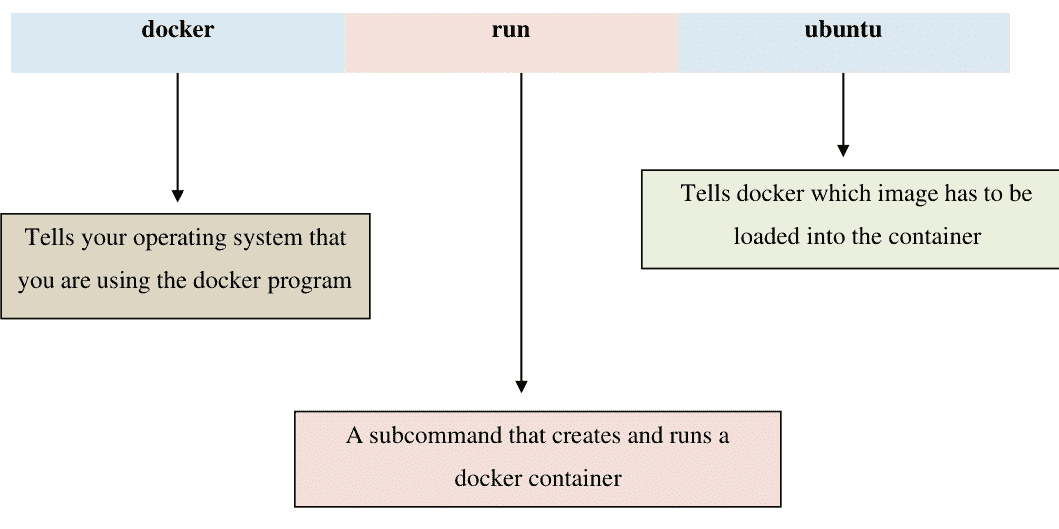 docker
run
ubuntu
Tells docker which image has to be
loaded into the container
Tells your operating system that
you are using the docker program
A subcommand that creates and runs a
docker container